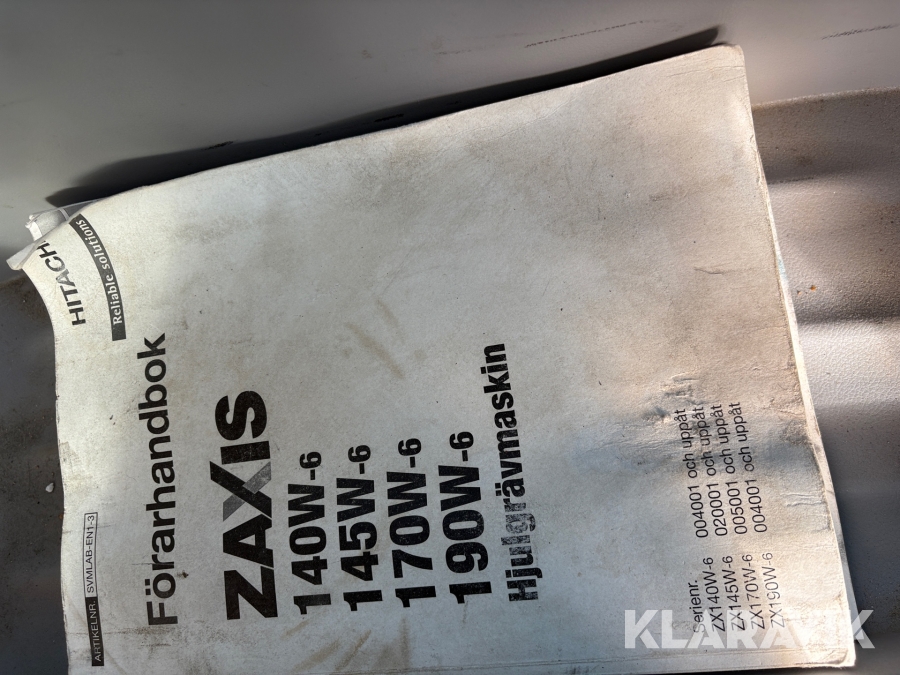 HITACHI
Reliable solutions
ARTIKELNR. SVMLAB-EN1-3
Förarhandbok
ZAXIS
140W-6
145W-6
170W-6
190W-6
Hjulgrävmaskin
Serienr.
ZX140W-6 004001 och uppåt
ZX145W-6 020001 och uppåt
ZX170W-6 005001 och uppåt
ZX190W-6 004001 och uppåt
KLARAVIK